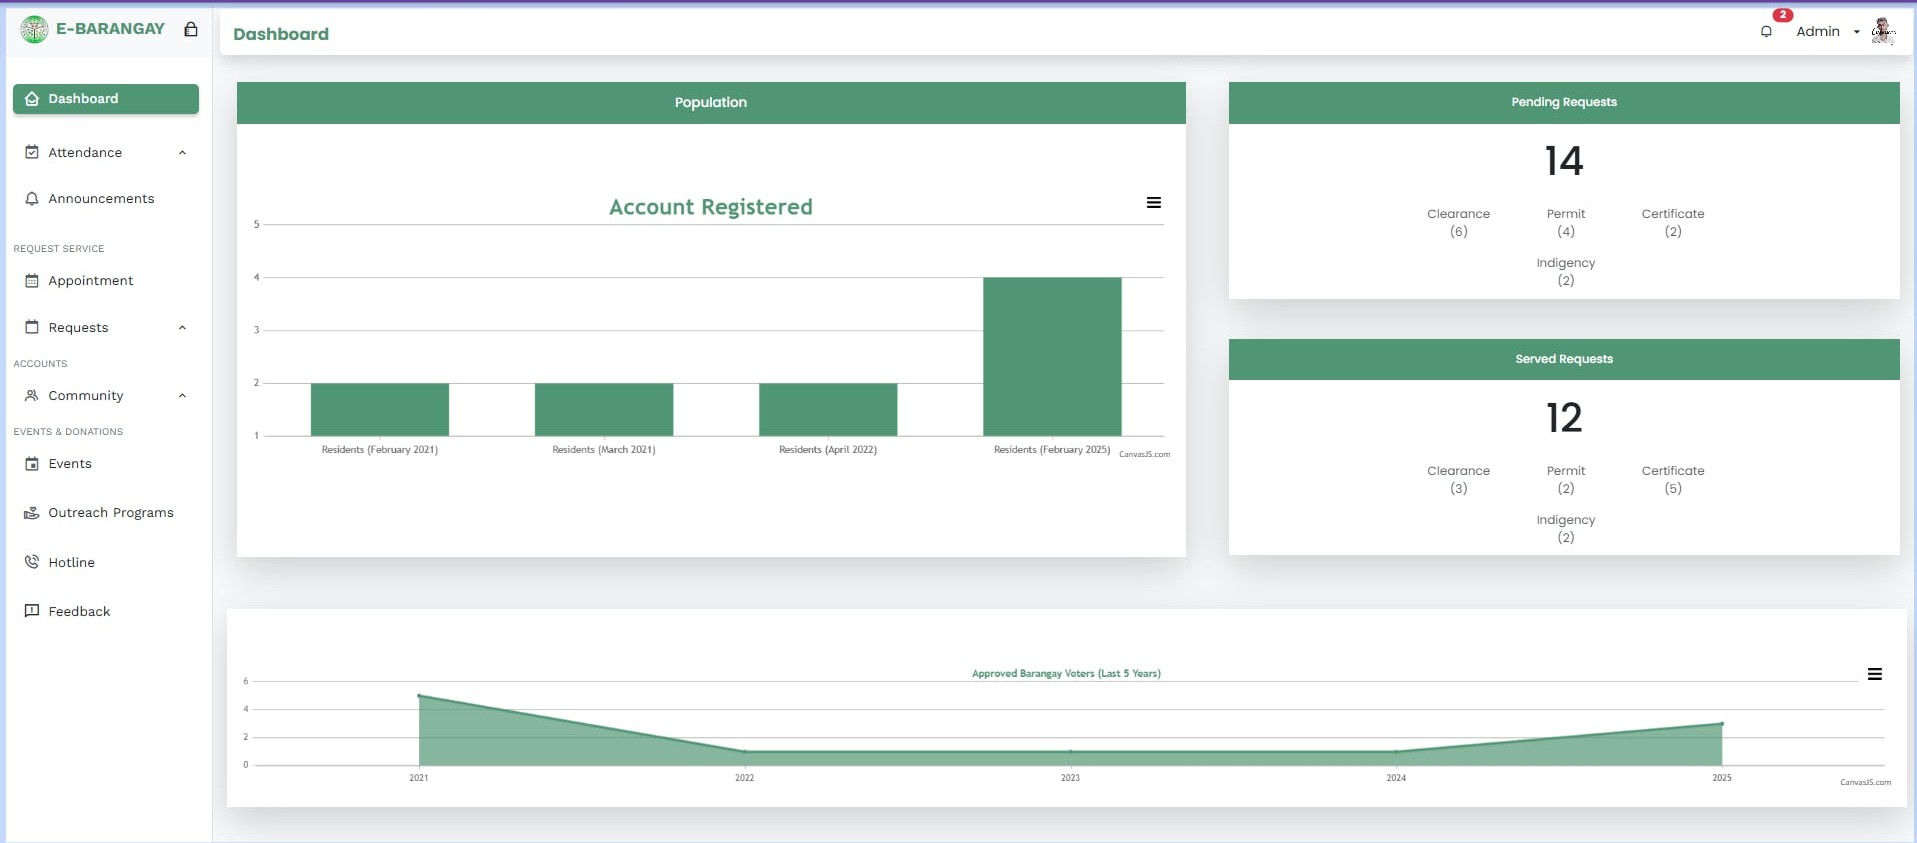 E-BARANGAY
Dashboard
Attendance
Announcements
REQUEST SERVICE
Appointment
Requests
ACCOUNTS
Community
EVENTS & DONATIONS
Events
Outreach Programs
Hotline
Feedback
Dashboard
2
Admin
Population
Account Registered
5
4
3
2
1
Residents (February 2021) Residents (March 2021) Residents (April 2022) Residents (February 2025)
CanvasJS.com
Pending Requests
14
Clearance Permit Certificate
(6) (4) (2)
Indigency
(2)
Served Requests
12
Clearance Permit Certificate
(3) (2) (5)
Indigency
(2)
Approved Barangay Voters (Last 5 Years)
6
4
2
0
2021 2022 2023 2024 2025
CanvasJS.com